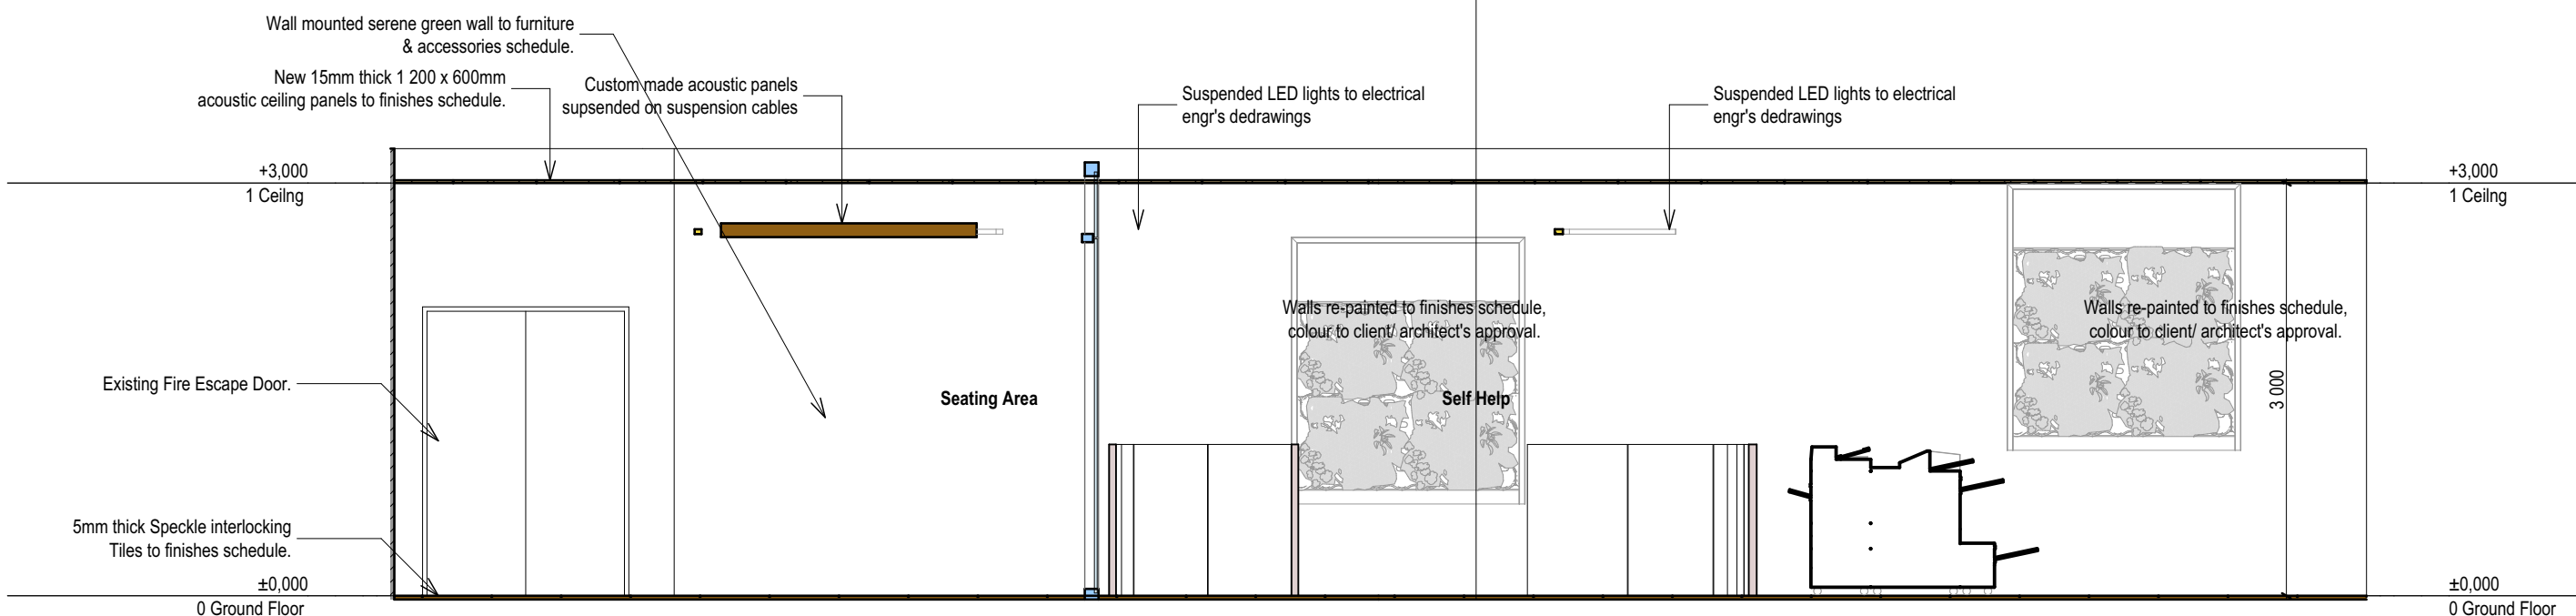 Wall mounted serene green wall to furniture
& accessories schedule.
New 15mm thick 1 200 x 600mm
acoustic ceiling panels to finishes schedule.
Custom made acoustic panels
supsended on suspension cables
Suspended LED lights to electrical
engr's dedrawings
Suspended LED lights to electrical
engr's dedrawings
+3,000
1 Ceilng
+3,000
1 Ceilng
Walls re-painted to finishes schedule,
colour to client/ architect's approval.
Walls re-painted to finishes schedule,
colour to client/ architect's approval.
Existing Fire Escape Door.
Seating Area
Self Help
3 000
5mm thick Speckle interlocking
Tiles to finishes schedule.
±0,000
0 Ground Floor
±0,000
0 Ground Floor